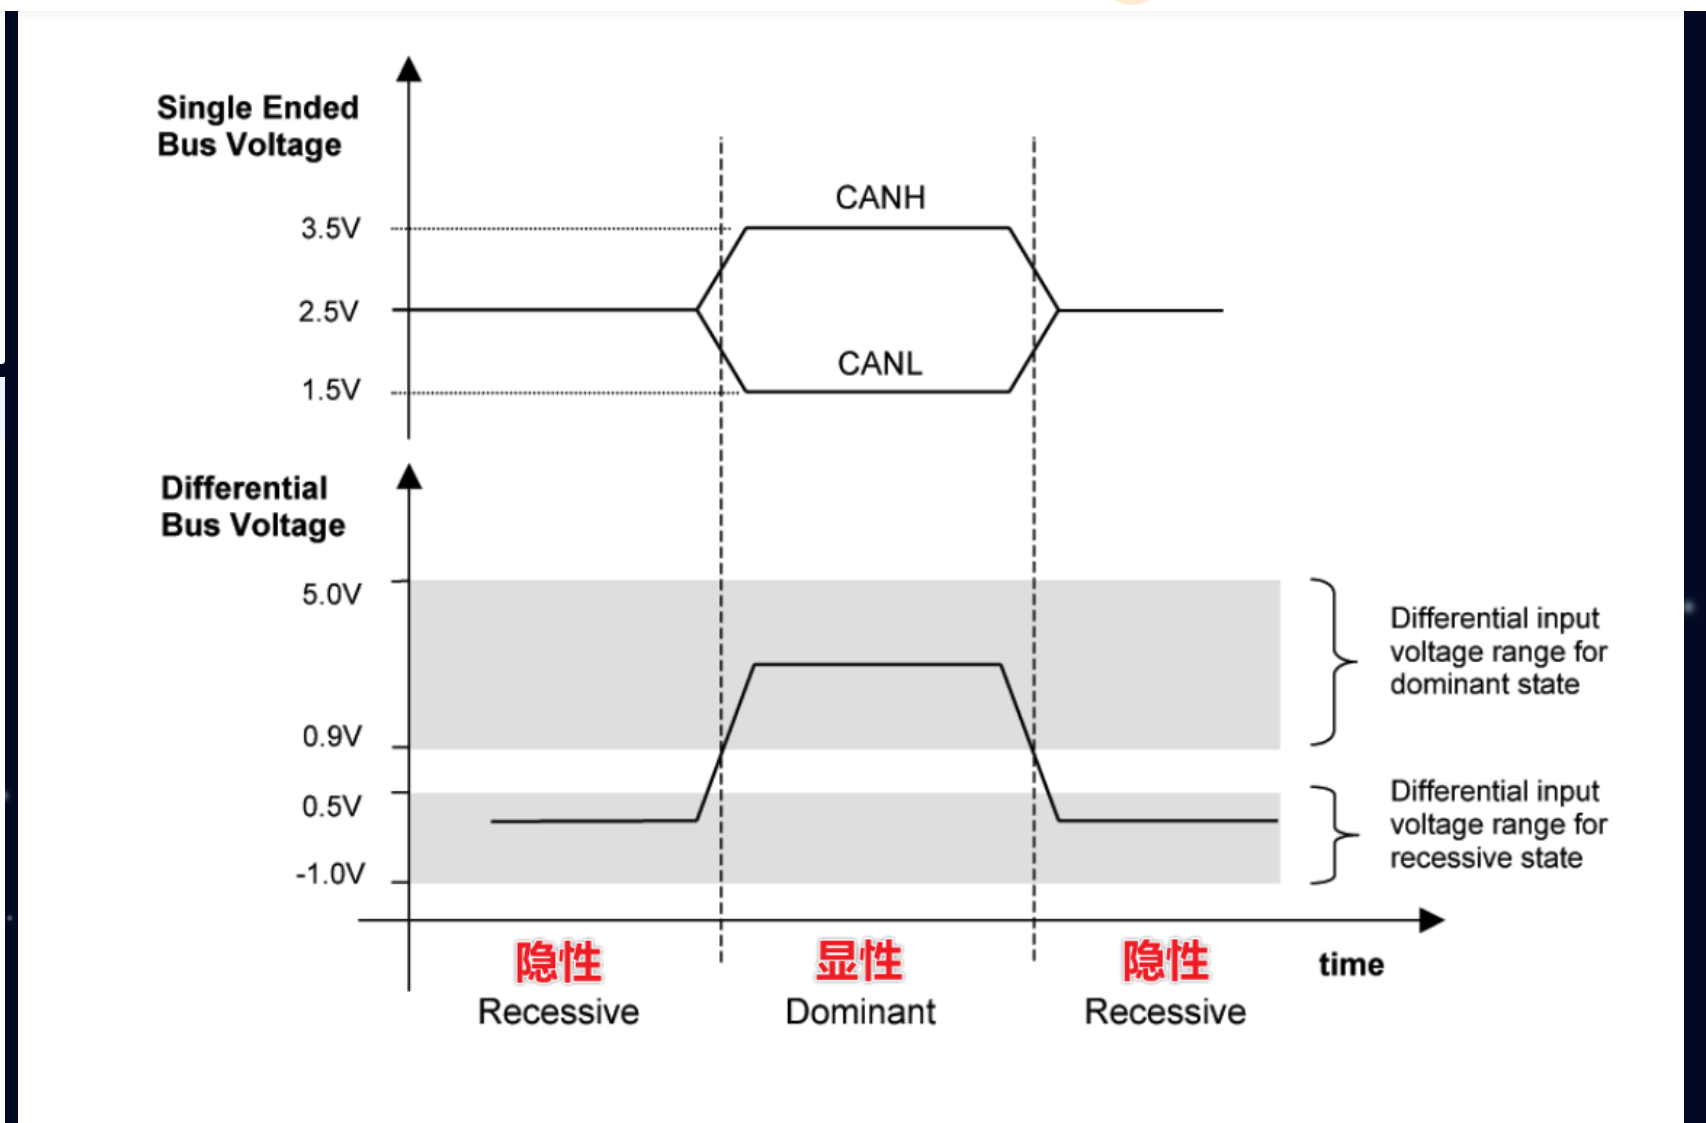 Single Ended
Bus Voltage
CANH
3.5V
2.5V
CANL
1.5V
Differential
Bus Voltage
5.0V
Differential input
voltage range for
dominant state
0.9V
0.5V
Differential input
voltage range for
recessive state
-1.0V
隐性
显性
隐性
time
Recessive
Dominant
Recessive